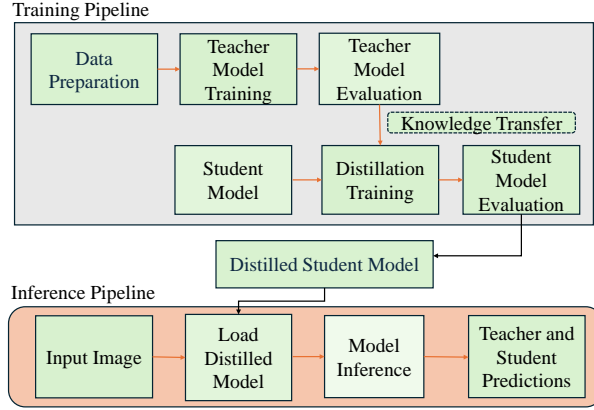 Training Pipeline
Data
Preparation
Teacher
Model
Training
Teacher
Model
Evaluation
Knowledge Transfer
Student
Model
Distillation
Training
Student
Model
Evaluation
Distilled Student Model
Inference Pipeline
Input Image
Load
Distilled
Model
Model
Inference
Teacher and
Student
Predictions